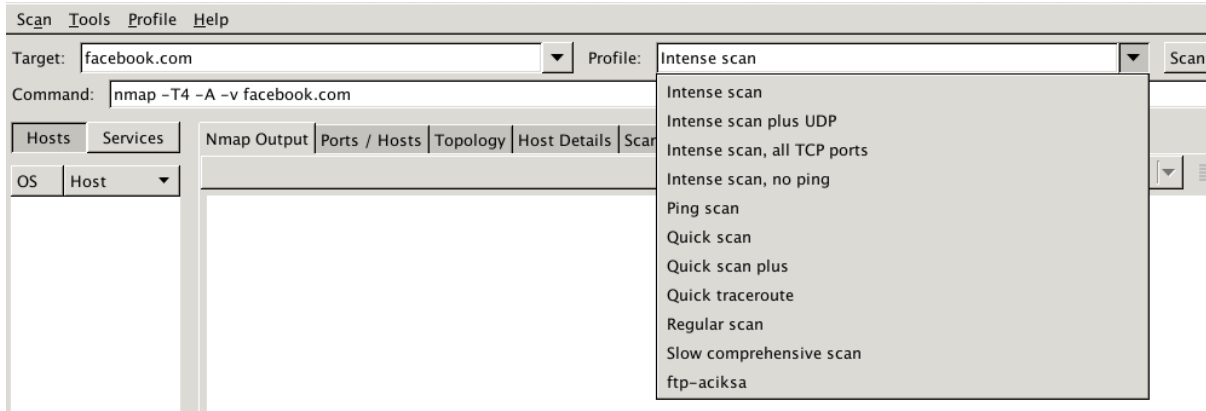 Scan Tools Profile Help
Target: facebook.com Profile: Intense scan Scan
Command: nmap -T4 -A -v facebook.com
Hosts Services Nmap Output Ports / Hosts Topology Host Details
OS Host
Intense scan
Intense scan plus UDP
Intense scan, all TCP ports
Intense scan, no ping
Ping scan
Quick scan
Quick scan plus
Quick traceroute
Regular scan
Slow comprehensive scan
ftp-aciksa